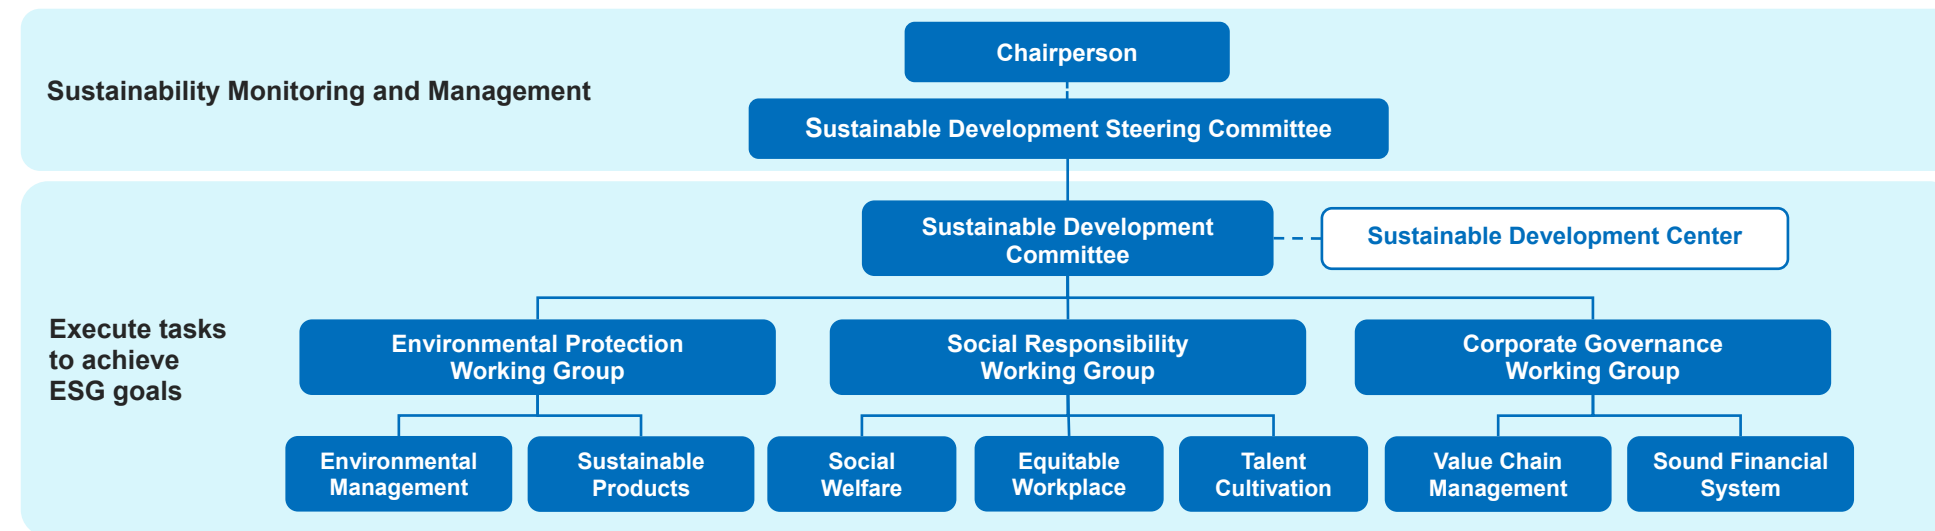 Sustainability Monitoring and Management
Chairperson
Sustainable Development Steering Committee
Execute tasks
to achieve
ESG goals
Sustainable Development
Committee
Sustainable Development Center
Environmental Protection
Working Group
Social Responsibility
Working Group
Corporate Governance
Working Group
Environmental
Management
Sustainable
Products
Social
Welfare
Equitable
Workplace
Talent
Cultivation
Value Chain
Management
Sound Financial
System